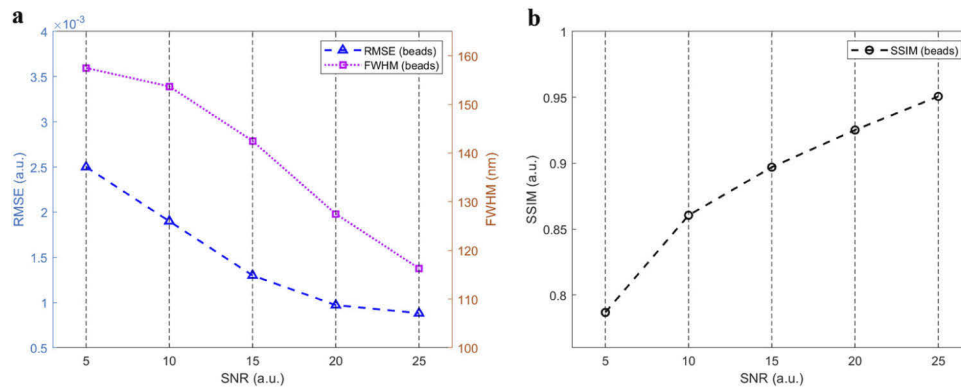 a
×10⁻³
4
3.5
3
2.5
2
1.5
1
0.5
RMSE (a.u.)
RMSE (beads)
FWHM (beads)
160
150
140
130
120
110
100
FWHM (nm)
5 10 15 20 25
SNR (a.u.)
b
1
0.95
0.9
0.85
0.8
SSIM (a.u.)
SSIM (beads)
5 10 15 20 25
SNR (a.u.)